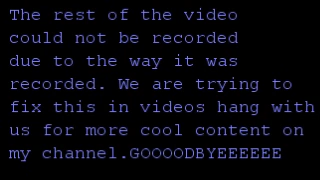 The rest of the video
could not be recorded
due to the way it was
recorded. We are trying to
fix this in videos hang with
us for more cool content on
my channel.GOOOODBYEEEEEE